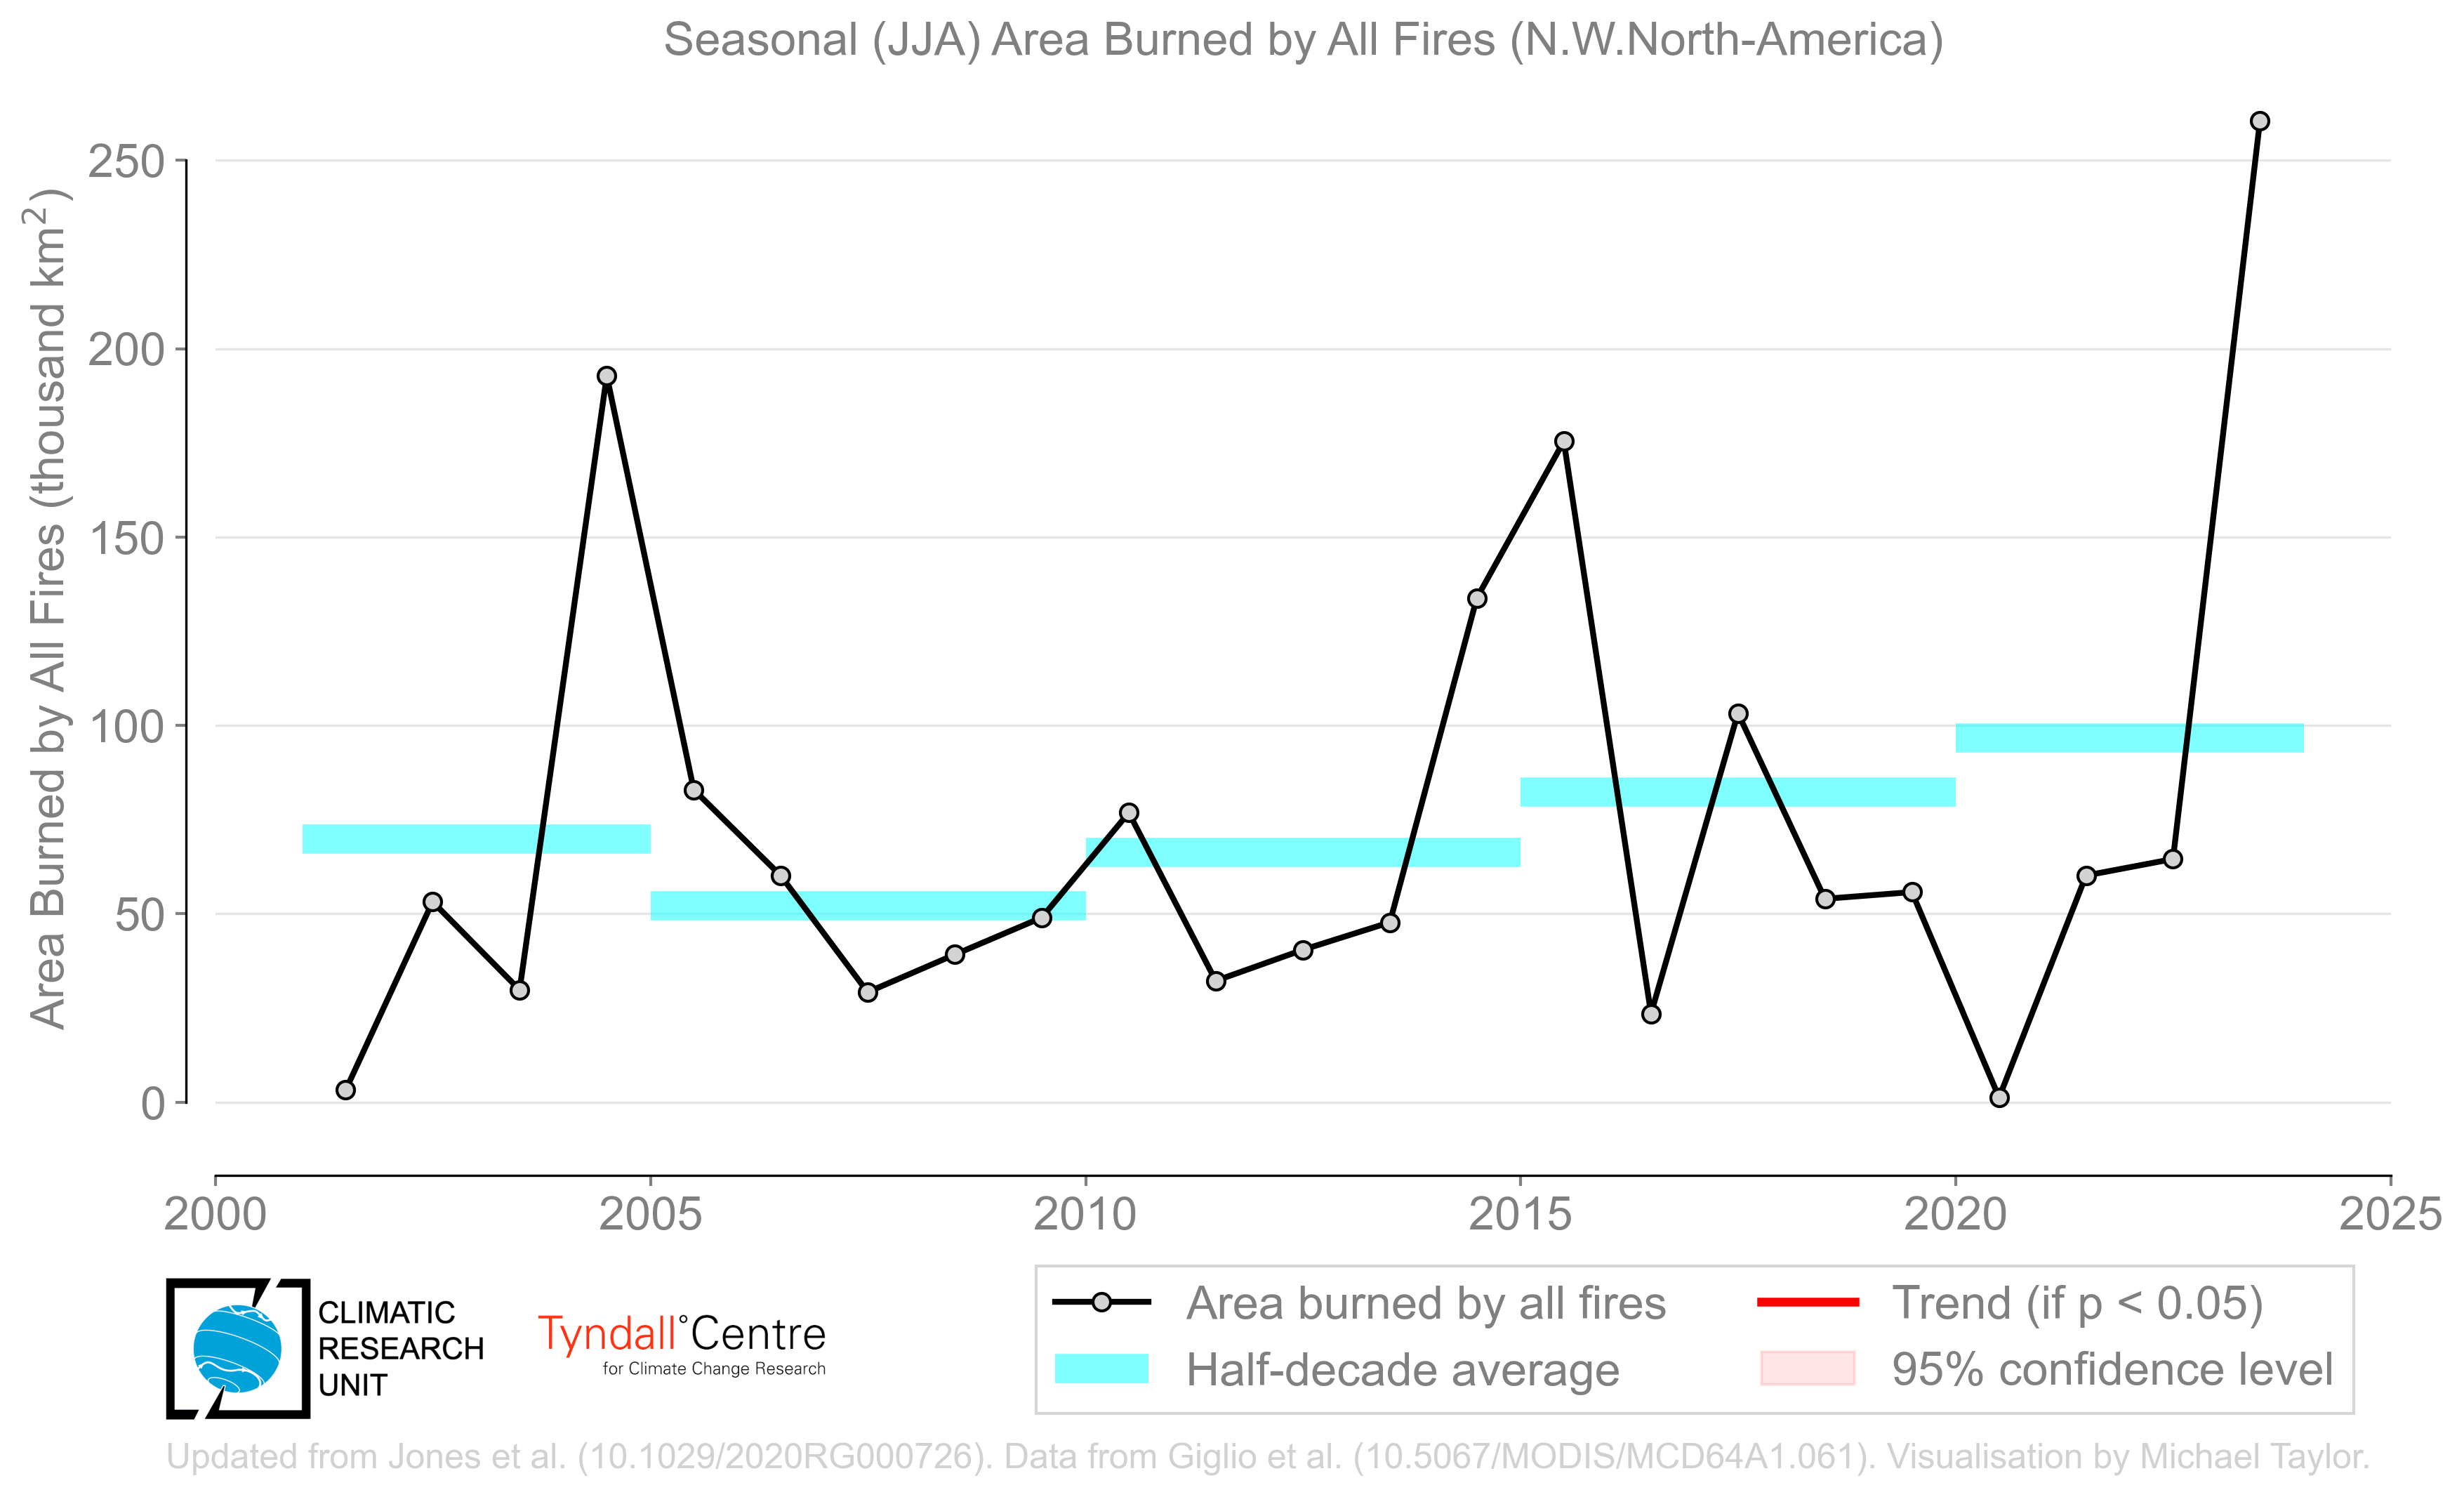 Seasonal (JJA) Area Burned by All Fires (N.W.North-America)
Area Burned by All Fires (thousand km²)
250
200
150
100
50
0
2000 2005 2010 2015 2020 2025
CLIMATIC
RESEARCH
UNIT
Tyndall°Centre
for Climate Change Research
Area burned by all fires
Half-decade average
Trend (if p < 0.05)
95% confidence level
Updated from Jones et al. (10.1029/2020RG000726). Data from Giglio et al. (10.5067/MODIS/MCD64A1.061). Visualisation by Michael Taylor.